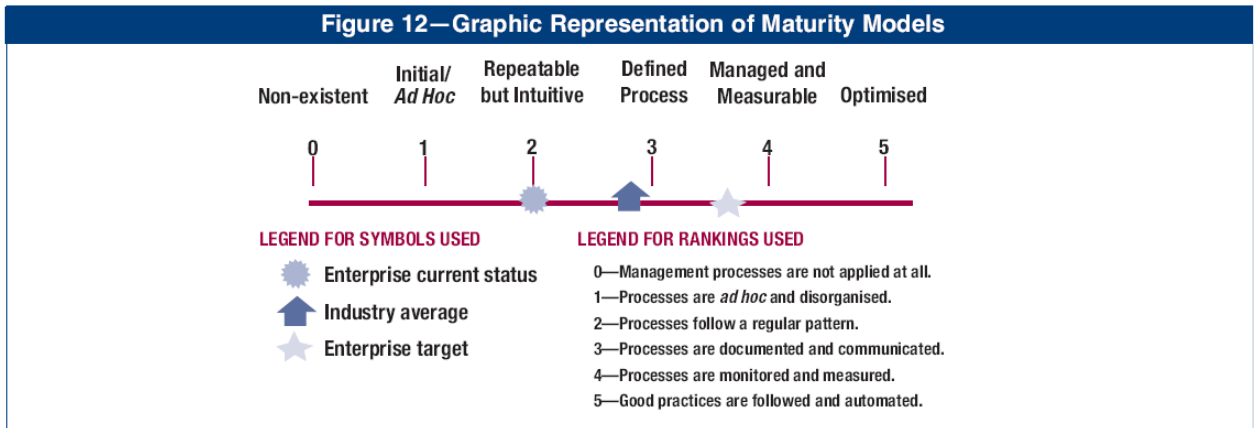 Figure 12—Graphic Representation of Maturity Models
Non-existent
Initial/
Ad Hoc
Repeatable
but Intuitive
Defined
Process
Managed and
Measurable
Optimised
0 1 2 3 4 5
LEGEND FOR SYMBOLS USED
Enterprise current status
Industry average
Enterprise target
LEGEND FOR RANKINGS USED
0—Management processes are not applied at all.
1—Processes are ad hoc and disorganised.
2—Processes follow a regular pattern.
3—Processes are documented and communicated.
4—Processes are monitored and measured.
5—Good practices are followed and automated.